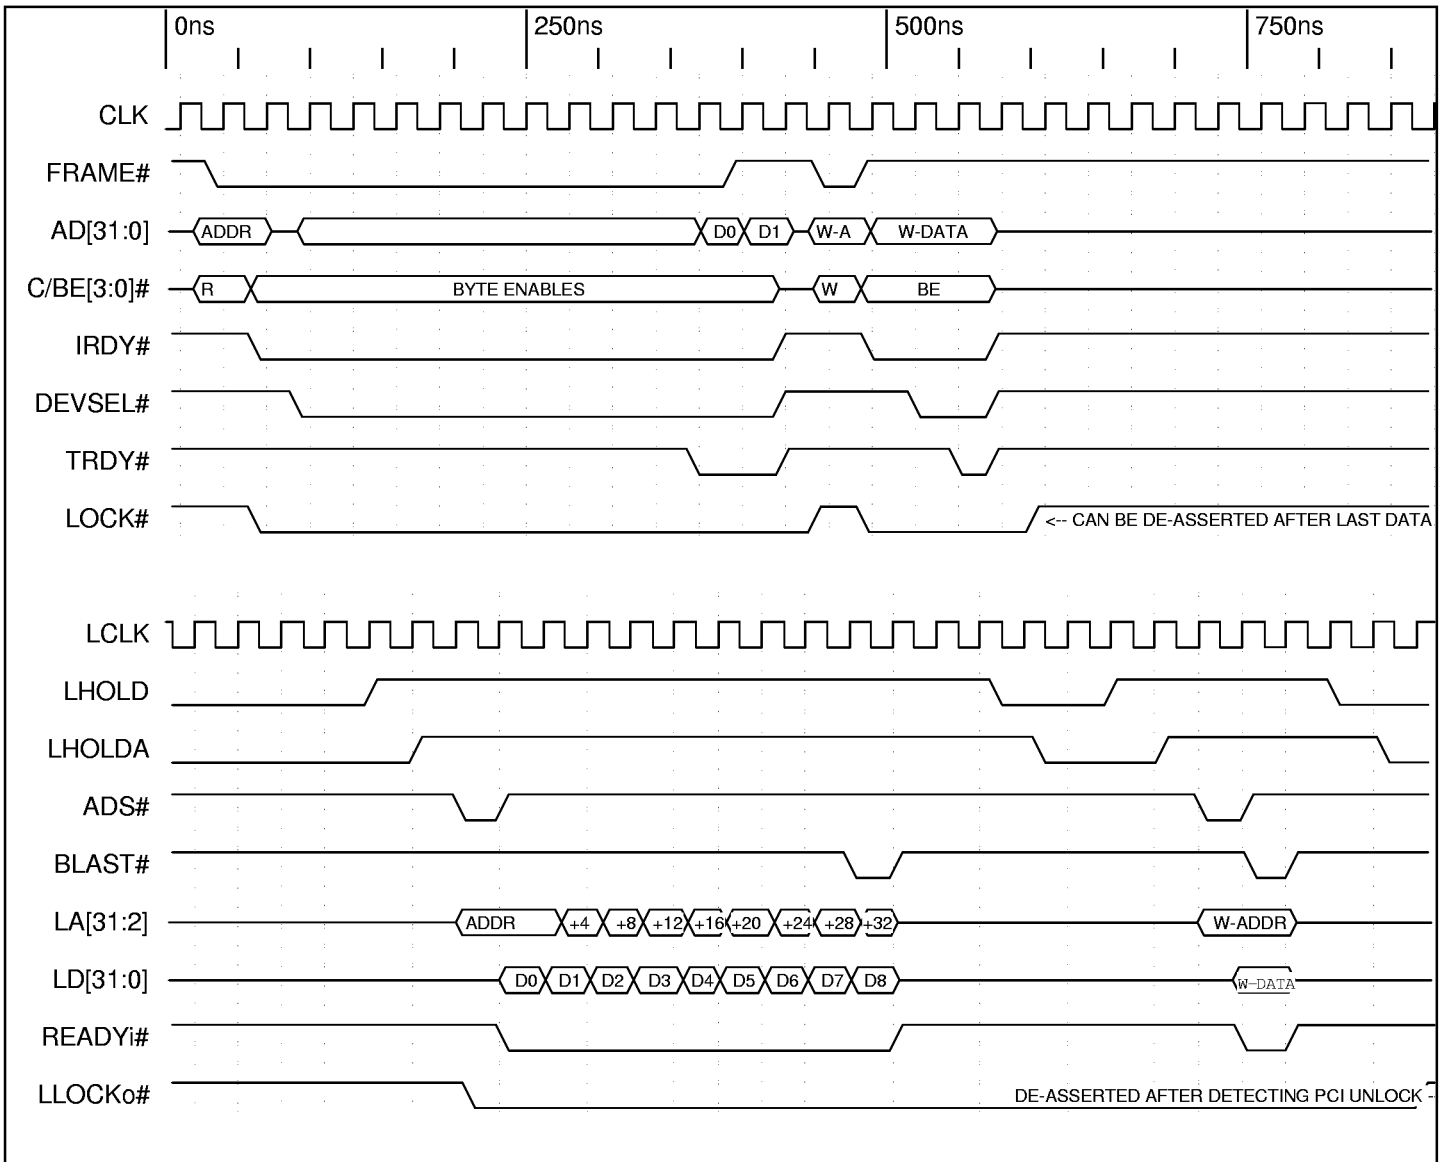 0ns 250ns 500ns 750ns
CLK
FRAME#
AD[31:0] ADDR D0 D1 W-A W-DATA
C/BE[3:0]# R BYTE ENABLES W BE
IRDY#
DEVSEL#
TRDY#
LOCK# <-- CAN BE DE-ASSERTED AFTER LAST DATA
LCLK
LHOLD
LHOLDA
ADS#
BLAST#
LA[31:2] ADDR +4 +8 +12 +16 +20 +24 +28 +32 W-ADDR
LD[31:0] D0 D1 D2 D3 D4 D5 D6 D7 D8 W-DATA
READYi#
LLOCKo# DE-ASSERTED AFTER DETECTING PCI UNLOCK --